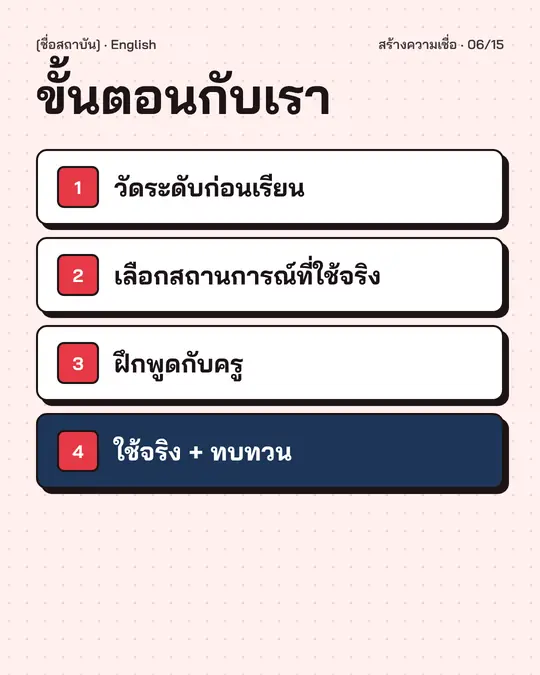 [ชื่อสถาบัน] · English
สร้างความเชื่อ · 06/15
ขั้นตอนกับเรา
1 วัดระดับก่อนเรียน
2 เลือกสถานการณ์ที่ใช้จริง
3 ฝึกพูดกับครู
4 ใช้จริง + ทบทวน